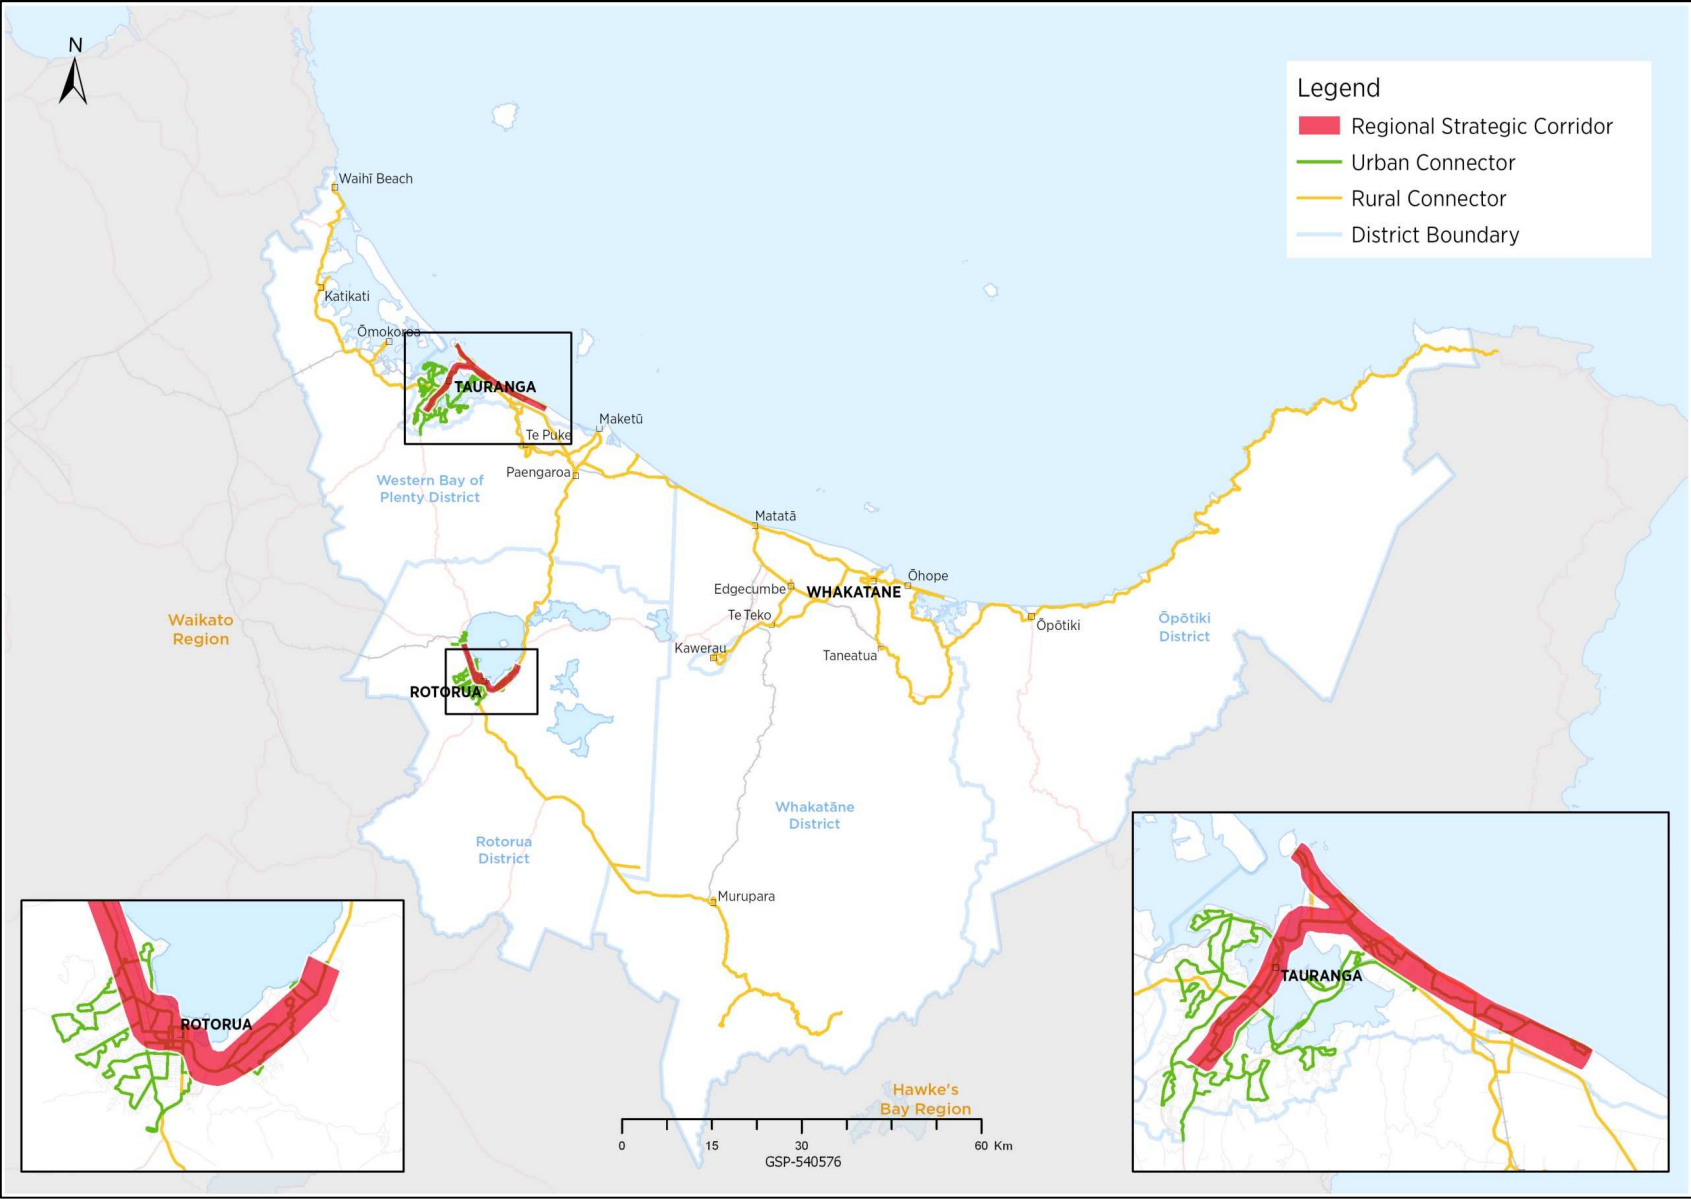 N
Legend
Regional Strategic Corridor
Urban Connector
Rural Connector
District Boundary
Waihī Beach
Katikati
Ōmokoroa
TAURANGA
Te Puke
Maketū
Paengaroa
Western Bay of
Plenty District
Matatā
Edgecumbe
WHAKATANE
Ōhope
Te Teko
Kawerau
Taneatua
Ōpōtiki
Ōpōtiki
District
Waikato
Region
ROTORUA
Whakatāne
District
Rotorua
District
Murupara
ROTORUA
TAURANGA
Hawke's
Bay Region
0 15 30 60 Km
GSP-540576